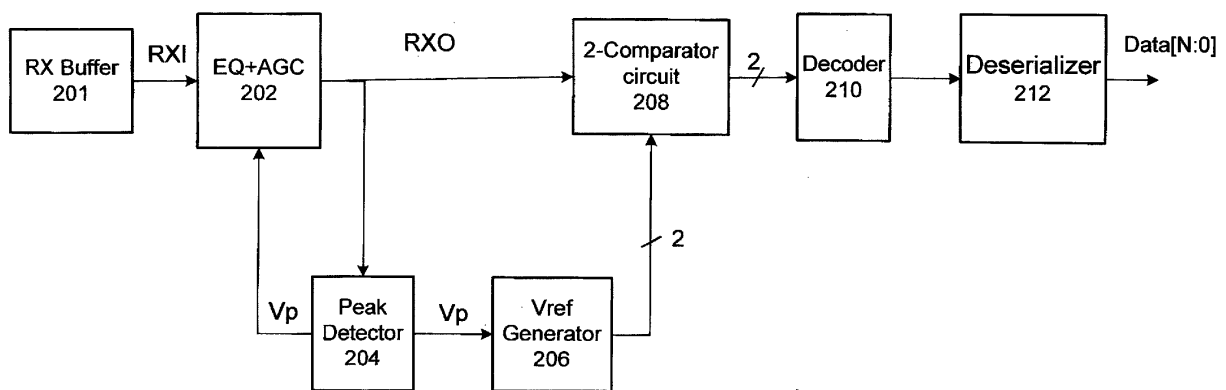 RX Buffer
201
RXI
EQ+AGC
202
RXO
2-Comparator
circuit
208
2
Decoder
210
Deserializer
212
Data[N:0]
2
Vp
Peak
Detector
204
Vp
Vref
Generator
206